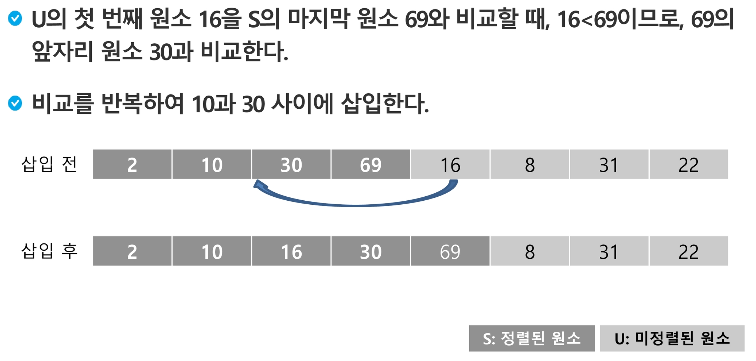 U의 첫 번째 원소 16을 S의 마지막 원소 69와 비교할 때, 16<69이므로, 69의
앞자리 원소 30과 비교한다.
비교를 반복하여 10과 30 사이에 삽입한다.
삽입 전 2 10 30 69 16 8 31 22
삽입 후 2 10 16 30 69 8 31 22
S: 정렬된 원소 U: 미정렬된 원소